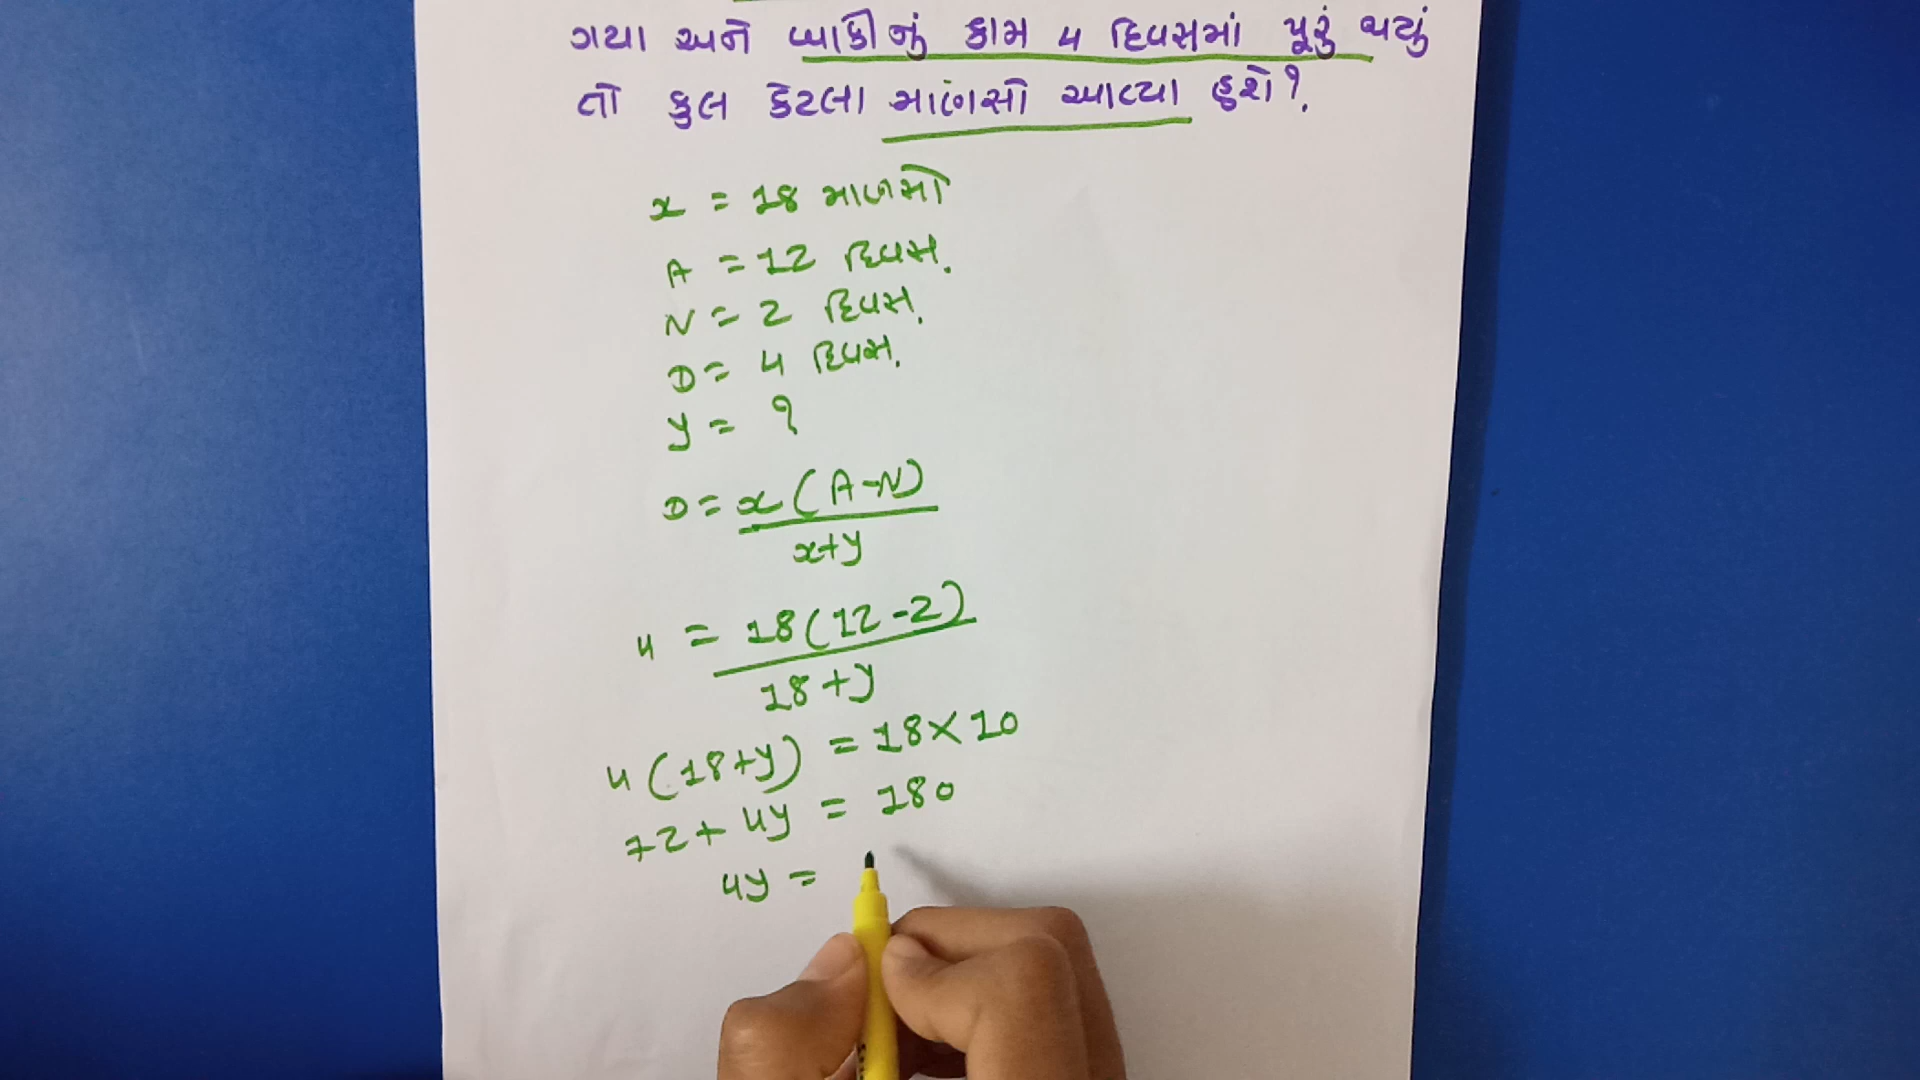 ગયા અને બાકીનું કામ 4 દિવસમાં પૂરું થયું
તો કુલ કેટલા માણસો આવ્યા હશે?
x = 18 માણસો
A = 12 દિવસ.
N = 2 દિવસ.
D = 4 દિવસ.
y = ?
D = x(A-N)
x+y
4 = 18(12-2)
18+y
4(18+y) = 18×10
72+4y = 180
4y =